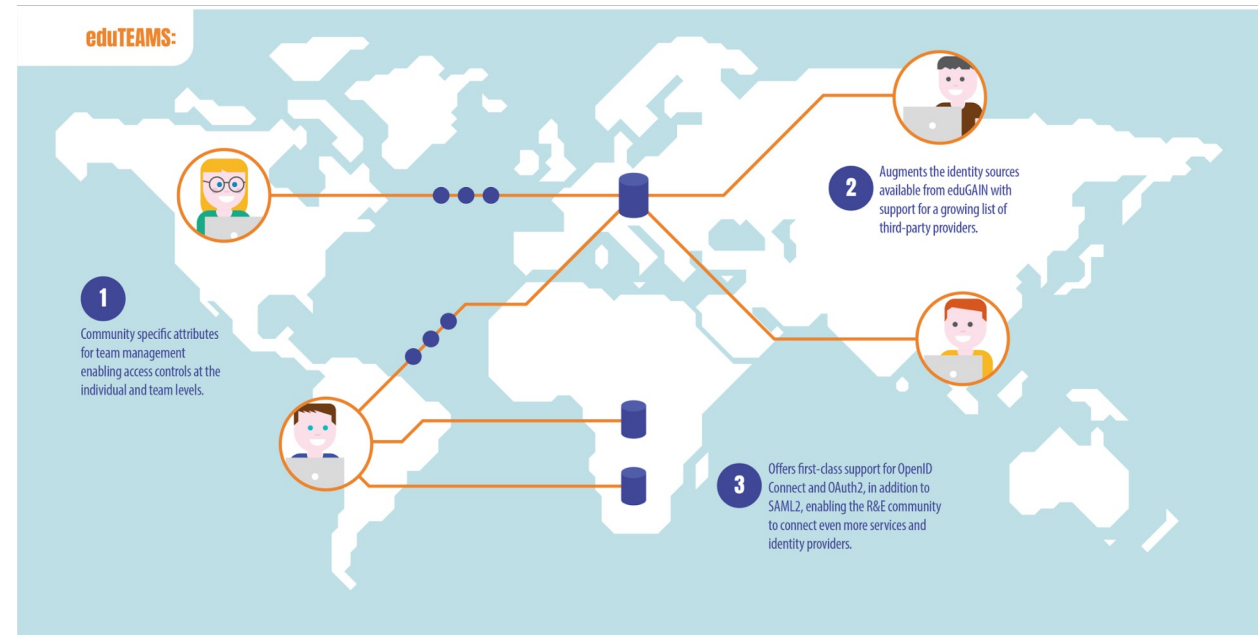 eduTEAMS:
1
Community specific attributes
for team management
enabling access controls at the
individual and team levels.
2
Augments the identity sources
available from eduGAIN with
support for a growing list of
third-party providers.
3
Offers first-class support for OpenID
Connect and OAuth2, in addition to
SAML2, enabling the R&E community
to connect even more services and
identity providers.